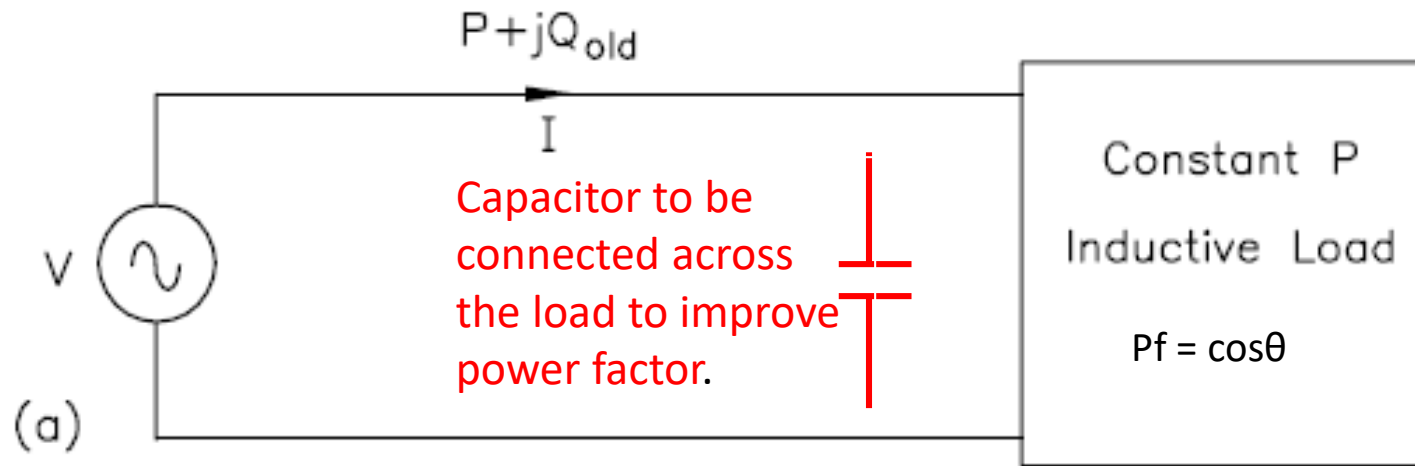 P+jQold
I
Capacitor to be
connected across
the load to improve
power factor.
V
(a)
Constant P
Inductive Load
Pf = cosθ